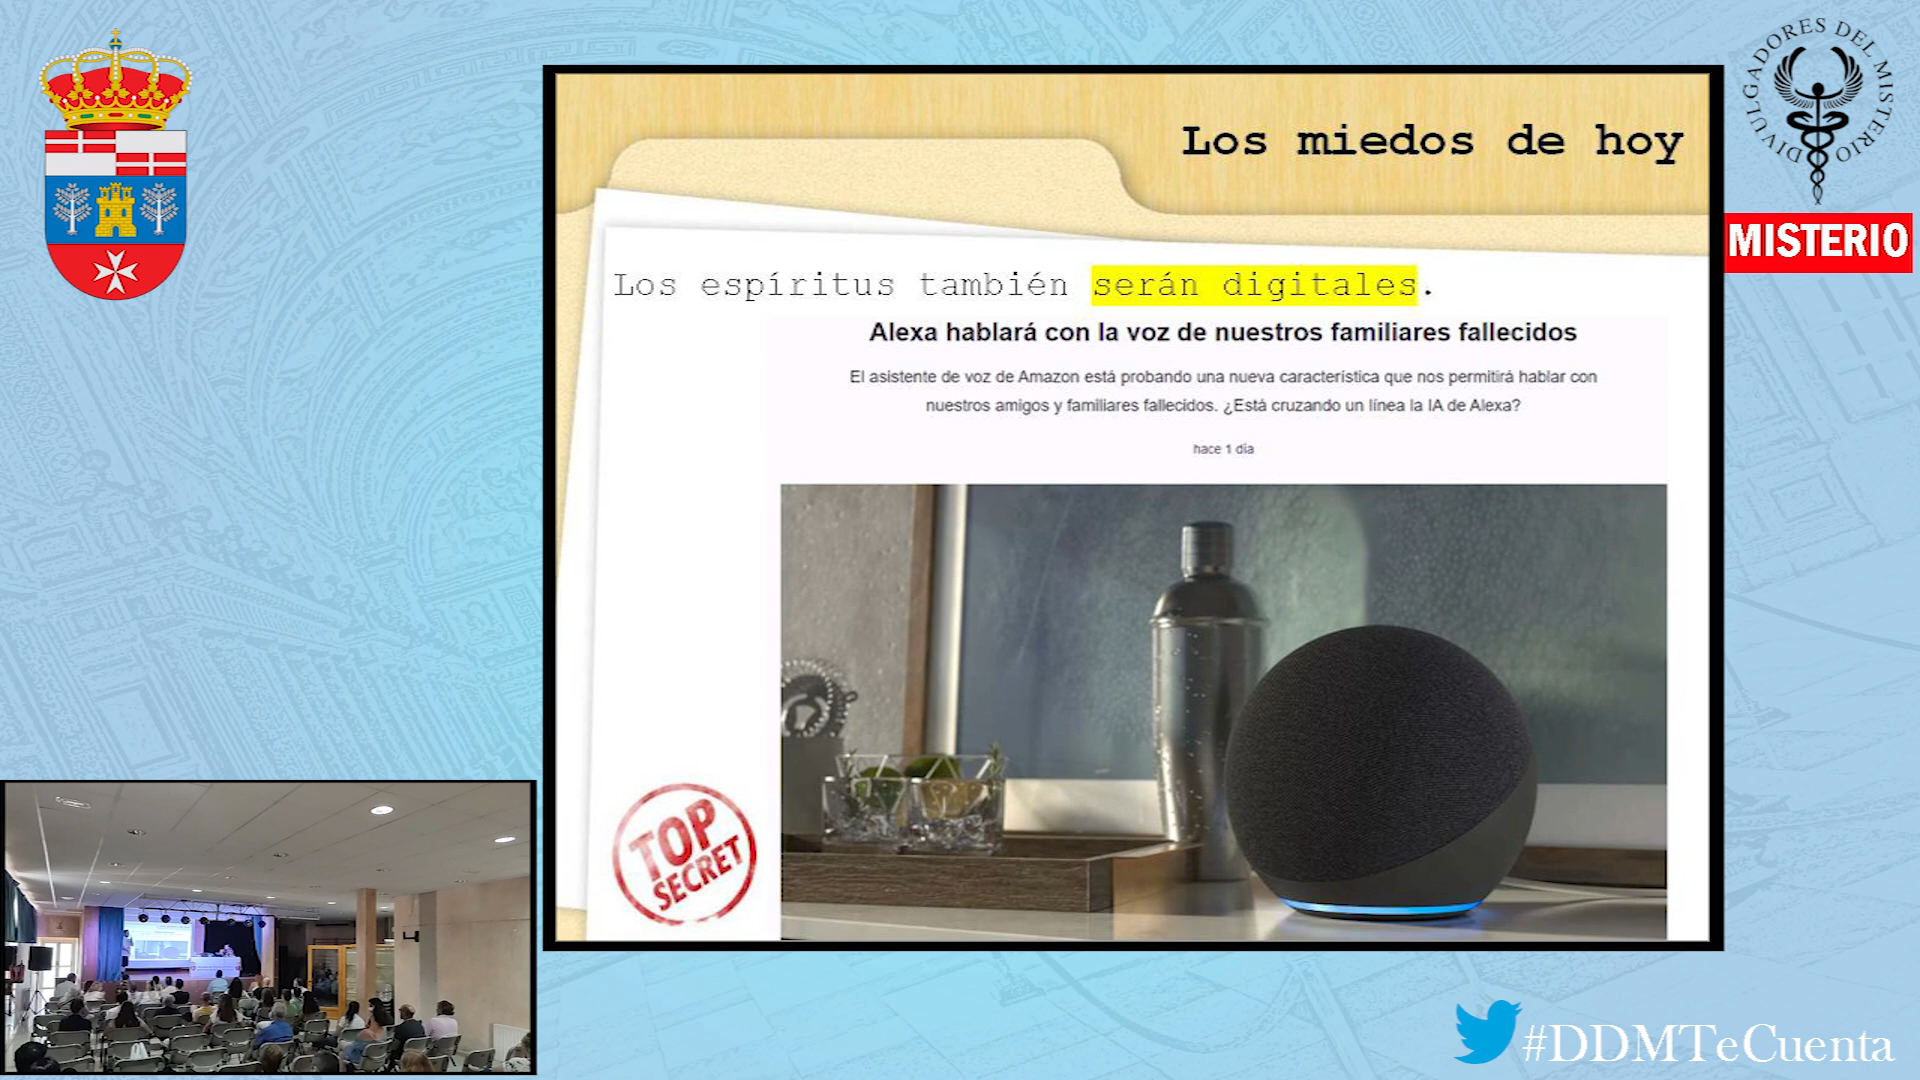 Los miedos de hoy
DIVULGADORES DEL MISTERIO
MISTERIO
Los espíritus también serán digitales.
Alexa hablará con la voz de nuestros familiares fallecidos
El asistente de voz de Amazon está probando una nueva característica que nos permitirá hablar con
nuestros amigos y familiares fallecidos. ¿Está cruzando un línea la IA de Alexa?
hace 1 día
TOP
SECRET
#DDMTeCuenta